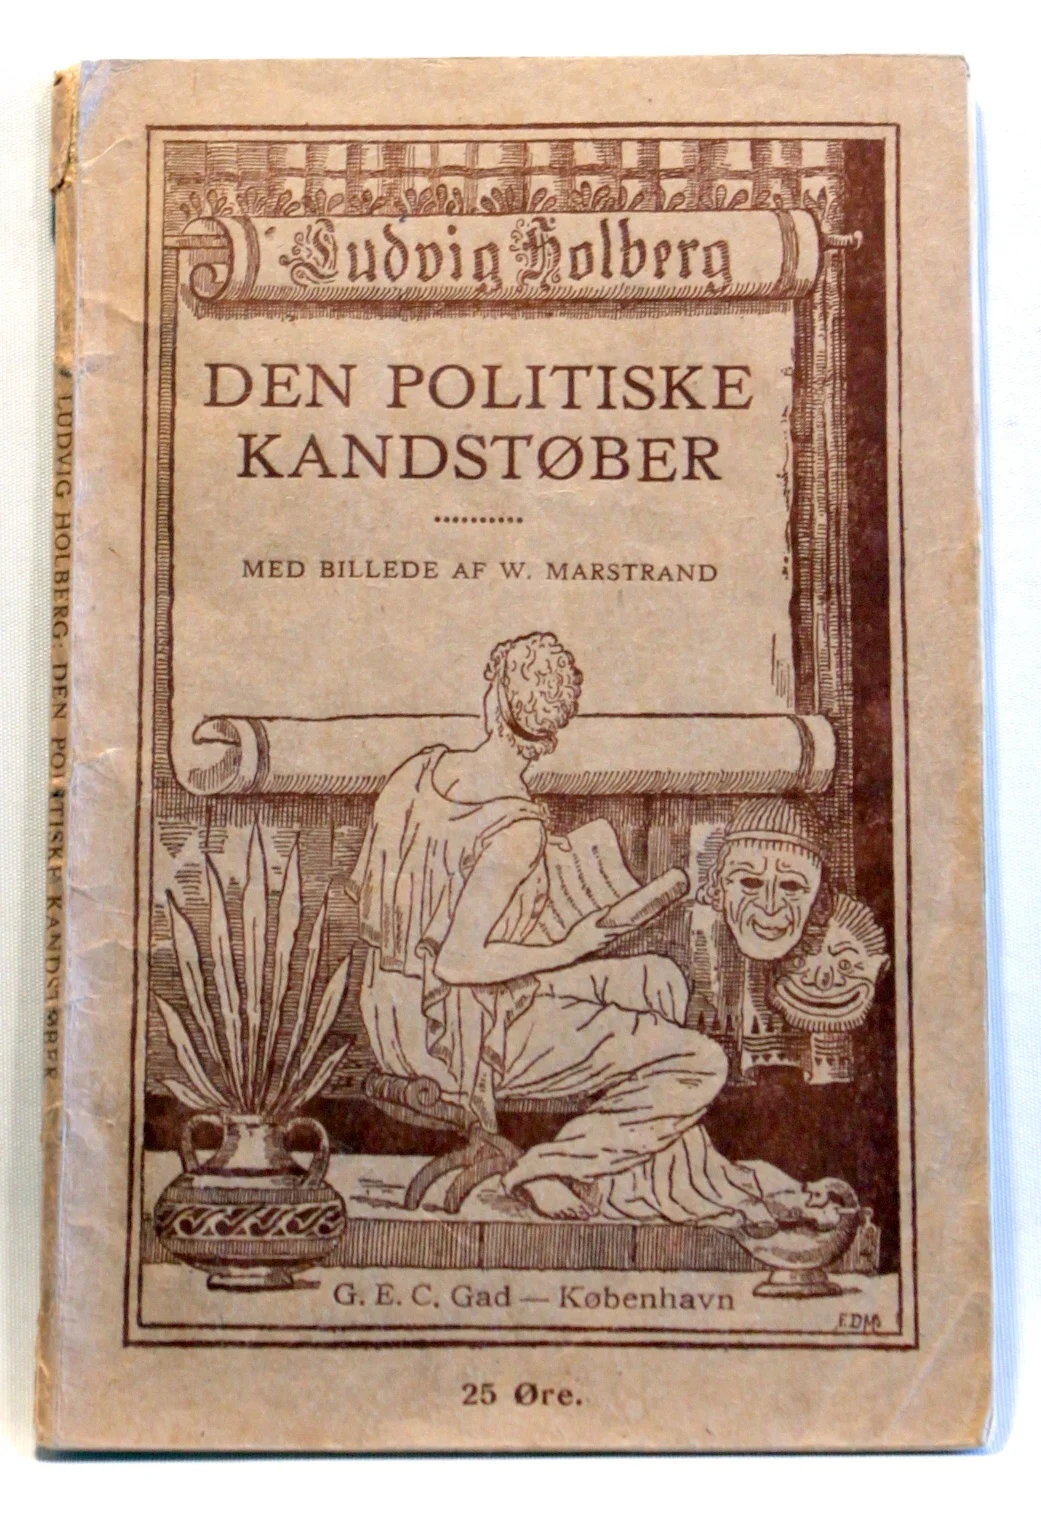 Ludvig Holberg
DEN POLITISKE
KANDSTØBER
MED BILLEDE AF W. MARSTRAND
G. E. C. Gad — København
25 Øre.
LUDVIG HOLBERG: DEN POLITISKE KANDSTØBER